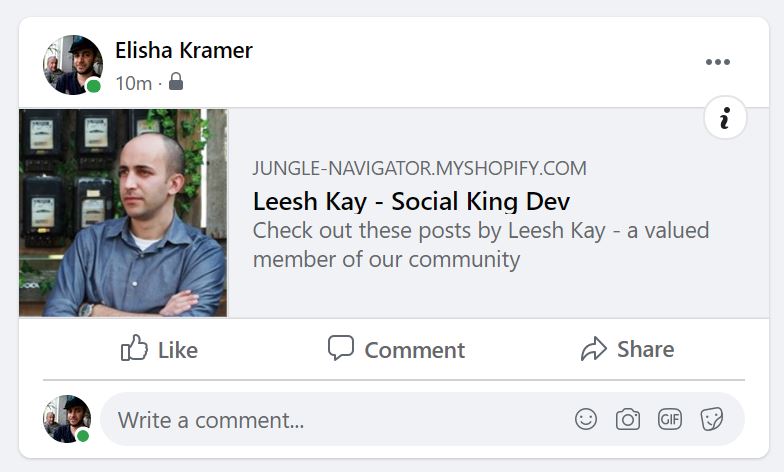 Elisha Kramer
10m ·
JUNGLE-NAVIGATOR.MYSHOPIFY.COM
Leesh Kay - Social King Dev
Check out these posts by Leesh Kay - a valued
member of our community
Like
Comment
Share
Write a comment...
GIF